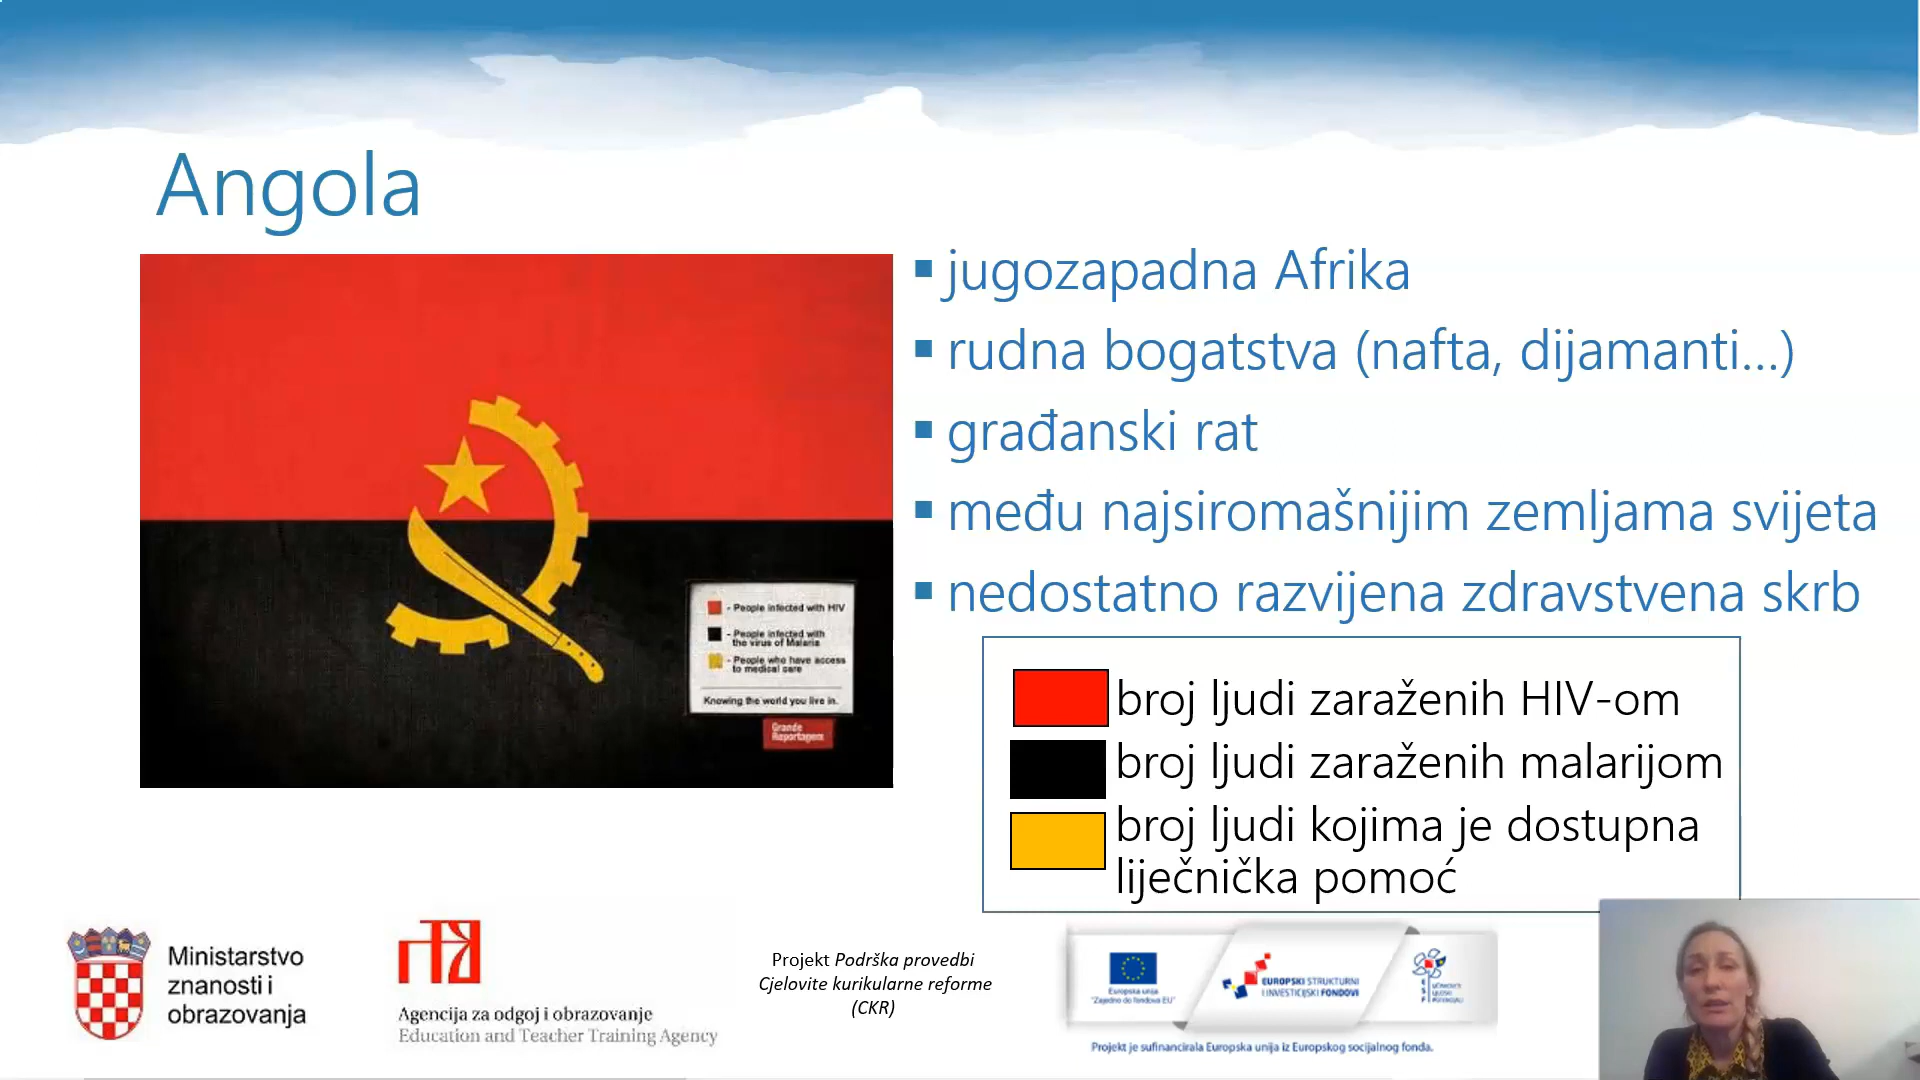 Angola
jugozapadna Afrika
rudna bogatstva (nafta, dijamanti...)
građanski rat
među najsiromašnijim zemljama svijeta
nedostatno razvijena zdravstvena skrb
- People infected with HIV
- People infected with
the virus of Malaria
- People who have access
to medical care
Knowing the world you live in.
Grande
Reportagem
broj ljudi zaraženih HIV-om
broj ljudi zaraženih malarijom
broj ljudi kojima je dostupna
liječnička pomoć
Ministarstvo
znanosti i
obrazovanja
Agencija za odgoj i obrazovanje
Education and Teacher Training Agency
Projekt Podrška provedbi
Cjelovite kurikularne reforme
(CKR)
Europska unija
"Zajedno do fondova EU"
EUROPSKI STRUKTURNI
I INVESTICIJSKI FONDOVI
Projekt je sufinancirala Europska unija iz Europskog socijalnog fonda.